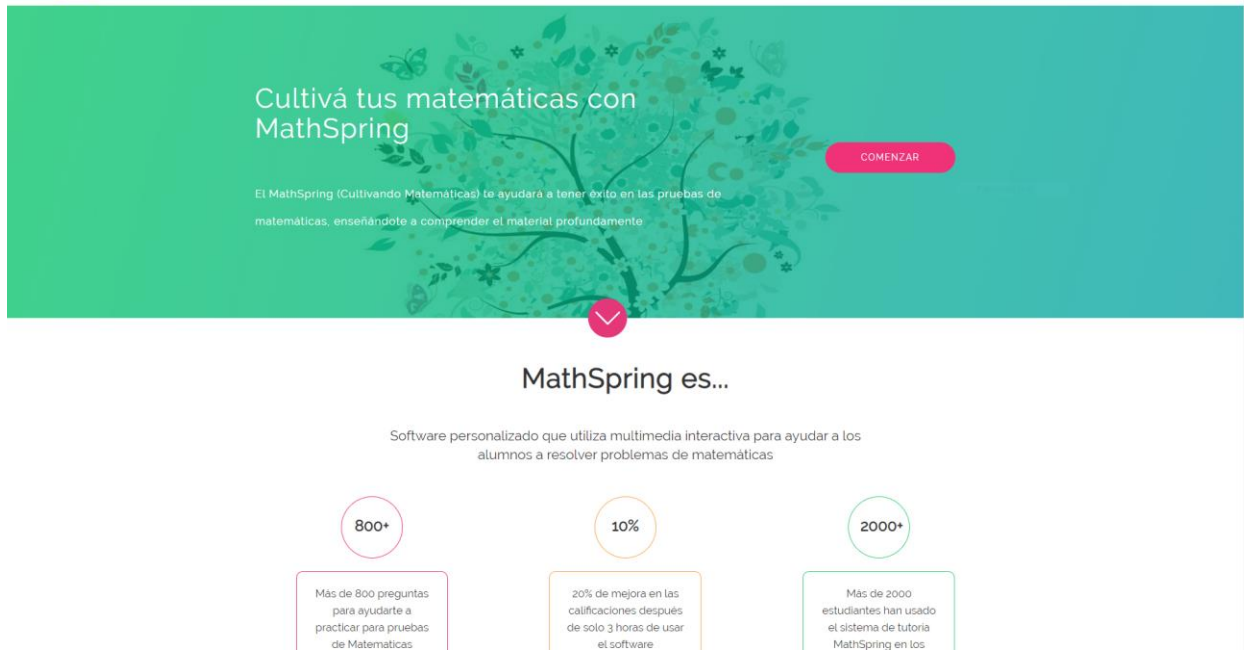 Cultivá tus matemáticas con
MathSpring
COMENZAR
El MathSpring (Cultivando Matemáticas) te ayudará a tener éxito en las pruebas de
matemáticas, enseñándote a comprender el material profundamente
MathSpring es...
Software personalizado que utiliza multimedia interactiva para ayudar a los
alumnos a resolver problemas de matemáticas
800+
Más de 800 preguntas
para ayudarte a
practicar para pruebas
de Matematicas
10%
20% de mejora en las
calificaciones después
de solo 3 horas de usar
el software
2000+
Más de 2000
estudiantes han usado
el sistema de tutoria
MathSpring en los